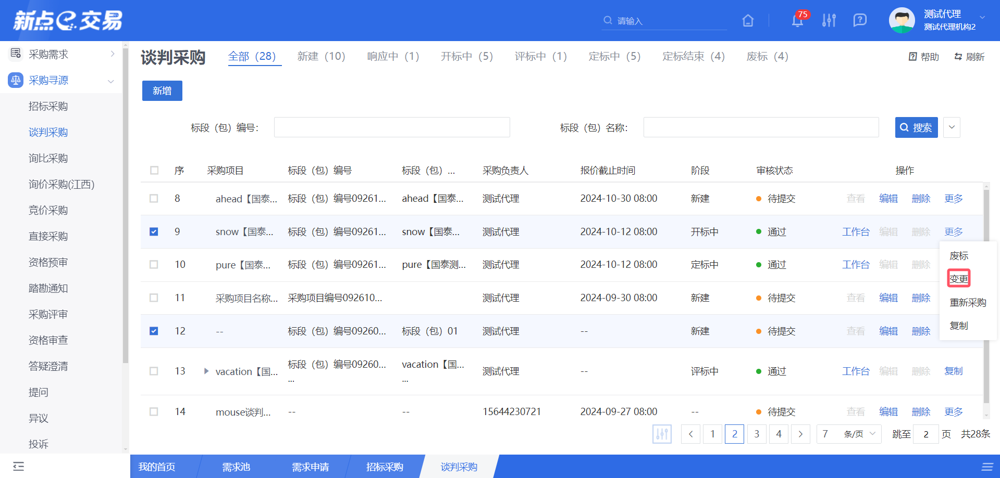 新点e交易
请输入
75
测试代理
测试代理机构2
采购需求
采购寻源
招标采购
谈判采购
询比采购
询价采购(江西)
竞价采购
直接采购
资格预审
踏勘通知
采购评审
资格审查
答疑澄清
提问
异议
投诉
谈判采购 全部（28） 新建（10） 响应中（1） 开标中（5） 评标中（1） 定标中（5） 定标结束（4） 废标（4） 帮助 刷新
新增
标段（包）编号： 标段（包）名称： 搜索
序 采购项目 标段（包）编号 标段（包）... 采购负责人 报价截止时间 阶段 审核状态 操作
8 ahead【国泰... 标段（包）编号09261... ahead【国泰... 测试代理 2024-10-30 08:00 新建 待提交 查看 编辑 删除 更多
9 snow【国泰... 标段（包）编号09261... snow【国泰... 测试代理 2024-10-12 08:00 开标中 通过 工作台 编辑 删除 更多
10 pure【国泰... 标段（包）编号09261... pure【国泰测... 测试代理 2024-10-12 08:00 定标中 通过 工作台 编辑 删除
11 采购项目名称... 采购项目编号092610... 测试代理 2024-09-30 08:00 新建 待提交 查看 编辑 删除
12 -- 标段（包）编号09260... 标段（包）01 测试代理 -- 新建 待提交 查看 编辑 删除
废标
变更
重新采购
复制
13 vacation【国... 标段（包）编号09260... vacation【国... 测试代理 -- 评标中 通过 工作台 编辑 删除 复制
... ...
14 mouse谈判... -- -- 15644230721 2024-09-27 08:00 -- 待提交 查看 编辑 删除 更多
1 2 3 4 7 条/页 跳至 2 页 共28条
我的首页 需求池 需求申请 招标采购 谈判采购